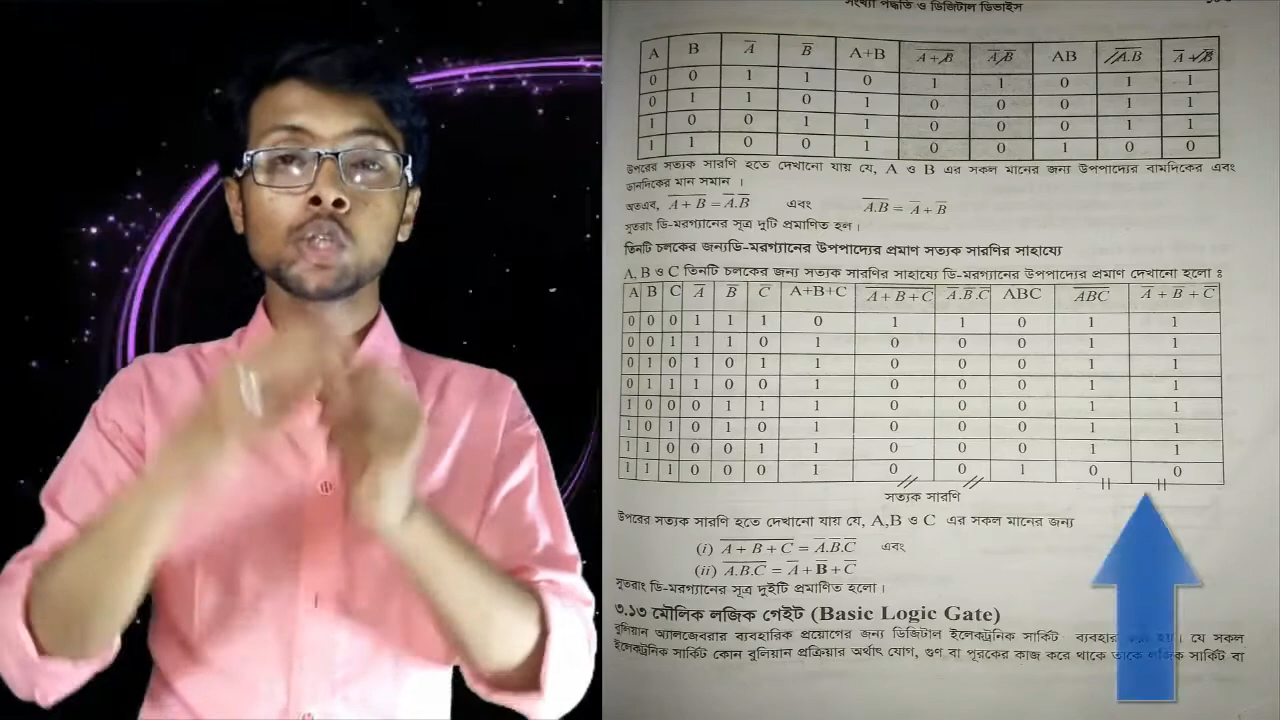 সংখ্যা পদ্ধতি ও ডিজিটাল ডিভাইস
A B A̅ B̅ A+B A̅+̅B̅ A̅.B̅ AB A̅.̅B̅ A̅+B̅
0 0 1 1 0 1 1 0 1 1
0 1 1 0 1 0 0 0 1 1
1 0 0 1 1 0 0 0 1 1
1 1 0 0 1 0 0 1 0 0
উপরের সত্যক সারণি হতে দেখানো যায় যে, A ও B এর সকল মানের জন্য উপপাদ্যের বামদিকের এবং
ডানদিকের মান সমান ।
অতএব, A̅+̅B̅ = A̅.B̅ এবং A̅.̅B̅ = A̅ + B̅
সুতরাং ডি-মরগ্যানের সূত্র দুটি প্রমাণিত হল ।
তিনটি চলকের জন্যডি-মরগ্যানের উপপাদ্যের প্রমাণ সত্যক সারণির সাহায্যে
A, B ও C তিনটি চলকের জন্য সত্যক সারণির সাহায্যে ডি-মরগ্যানের উপপাদ্যের প্রমাণ দেখানো হলো ঃ
A B C A̅ B̅ C̅ A+B+C A̅+̅B̅+̅C̅ A̅.B̅.C̅ ABC A̅B̅C̅ A̅ + B̅ + C̅
0 0 0 1 1 1 0 1 1 0 1 1
0 0 1 1 1 0 1 0 0 0 1 1
0 1 0 1 0 1 1 0 0 0 1 1
0 1 1 1 0 0 1 0 0 0 1 1
1 0 0 0 1 1 1 0 0 0 1 1
1 0 1 0 1 0 1 0 0 0 1 1
1 1 0 0 0 1 1 0 0 0 1 1
1 1 1 0 0 0 1 0 0 1 0 0
সত্যক সারণি
উপরের সত্যক সারণি হতে দেখানো যায় যে, A,B ও C এর সকল মানের জন্য
(i) A̅+̅B̅+̅C̅ = A̅.B̅.C̅ এবং
(ii) A̅.̅B̅.̅C̅ = A̅ + B̅ + C̅
সুতরাং ডি-মরগ্যানের সূত্র দুইটি প্রমাণিত হলো ।
৩.১৩ মৌলিক লজিক গেইট (Basic Logic Gate)
বুলিয়ান অ্যালজেবরার ব্যবহারিক প্রয়োগের জন্য ডিজিটাল ইলেকট্রনিক সার্কিট ব্যবহার করা হয়। যে সকল
ইলেকট্রনিক সার্কিট কোন বুলিয়ান প্রক্রিয়ার অর্থাৎ যোগ, গুণ বা পূরকের কাজ করে থাকে তাকে লজিক সার্কিট বা